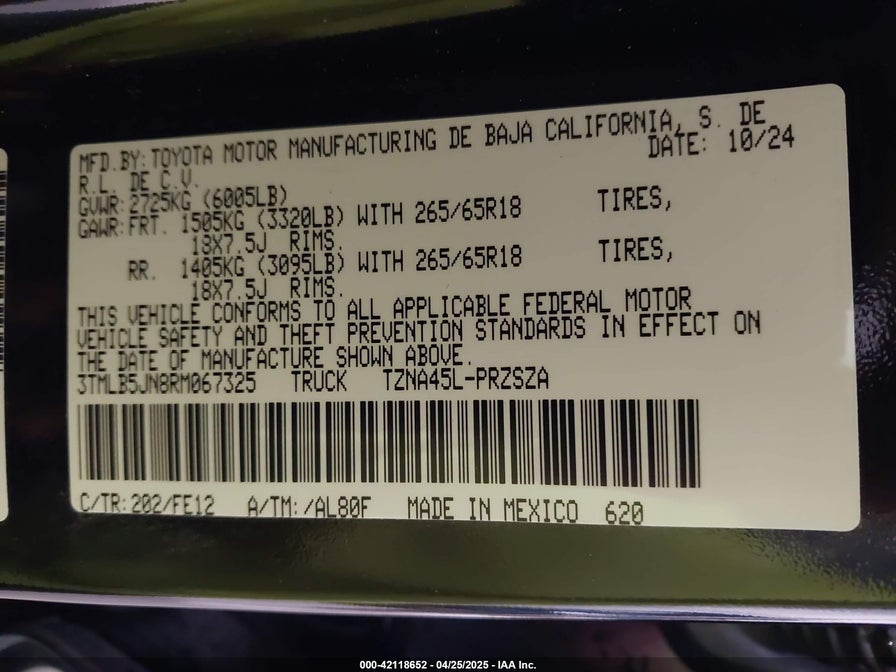 MFD.BY:TOYOTA MOTOR MANUFACTURING DE BAJA CALIFORNIA, S. DE
R.L. DE C.V. DATE: 10/24
GVWR:2725KG (6005LB)
GAWR:FRT. 1505KG (3320LB) WITH 265/65R18 TIRES,
18X7.5J RIMS.
RR. 1405KG (3095LB) WITH 265/65R18 TIRES,
18X7.5J RIMS.
THIS VEHICLE CONFORMS TO ALL APPLICABLE FEDERAL MOTOR
VEHICLE SAFETY AND THEFT PREVENTION STANDARDS IN EFFECT ON
THE DATE OF MANUFACTURE SHOWN ABOVE.
3TMLB5JN8RM067325 TRUCK TZNA45L-PRZSZA
C/TR:202/FE12 A/TM:/AL80F MADE IN MEXICO 620
000-42118652 - 04/25/2025 - IAA Inc.